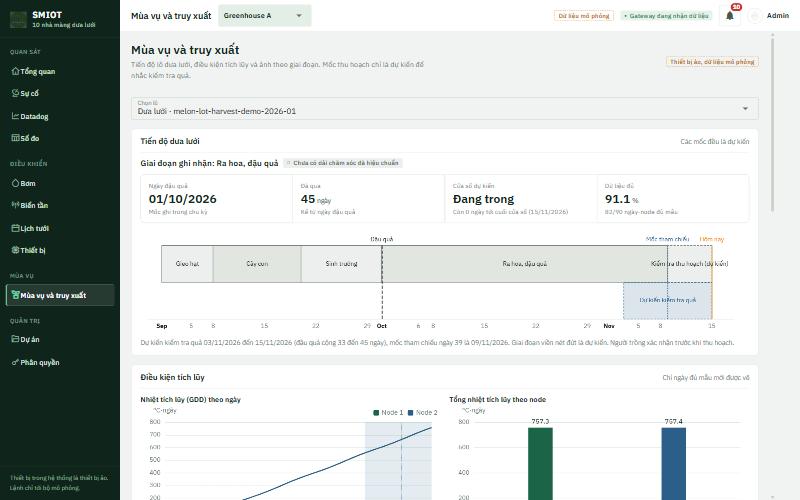 SMIOT
10 nhà màng dưa lưới
QUAN SÁT
Tổng quan
Sự cố
Datadog
Sơ đồ
ĐIỀU KHIỂN
Bơm
Biến tần
Lịch tưới
Thiết bị
MÙA VỤ
Mùa vụ và truy xuất
QUẢN TRỊ
Dự án
Phân quyền
Thiết bị trong hệ thống là thiết bị ảo.
Lệnh chỉ tới bộ mô phỏng.
Mùa vụ và truy xuất
Greenhouse A
Dữ liệu mô phỏng
Gateway đang nhận dữ liệu
Admin
Mùa vụ và truy xuất
Tiến độ lô dưa lưới, điều kiện tích lũy và ảnh theo giai đoạn. Mốc thu hoạch chỉ là dự kiến để
nhắc kiểm tra quả.
Thiết bị ảo, dữ liệu mô phỏng
Chọn lô
Dưa lưới · melon-lot-harvest-demo-2026-01
Tiến độ dưa lưới
Các mốc đều là dự kiến
Giai đoạn ghi nhận: Ra hoa, đậu quả
Chưa có dải chăm sóc đã hiệu chuẩn
Ngày đậu quả
01/10/2026
Mốc ghi trong chu kỳ
Đã qua
45 ngày
Kể từ ngày đậu quả
Cửa sổ dự kiến
Đang trong
Còn 0 ngày tới cuối cửa sổ (15/11/2026)
Dữ liệu đủ
91.1 %
82/90 ngày-node đủ mẫu
Đậu quả
Mốc tham chiếu
Hôm nay
Gieo hạt
Cây con
Sinh trưởng
Ra hoa, đậu quả
Kiểm tra thu hoạch (dự kiến)
Dự kiến kiểm tra quả
Sep 5 8 15 22 29 Oct 6 8 15 22 29 Nov 5 8 15
Dự kiến kiểm tra quả 03/11/2026 đến 15/11/2026 (đậu quả cộng 33 đến 45 ngày), mốc tham chiếu ngày 39 là 09/11/2026. Giai đoạn viền nét đứt là dự kiến. Người trồng xác nhận trước khi thu hoạch.
Điều kiện tích lũy
Chỉ ngày đủ mẫu mới được vẽ
Nhiệt tích lũy (GDD) theo ngày
°C·ngày
Node 1
Node 2
800
700
600
500
400
300
200
Tổng nhiệt tích lũy theo node
°C·ngày
757.3
757.4
800
600
400
200